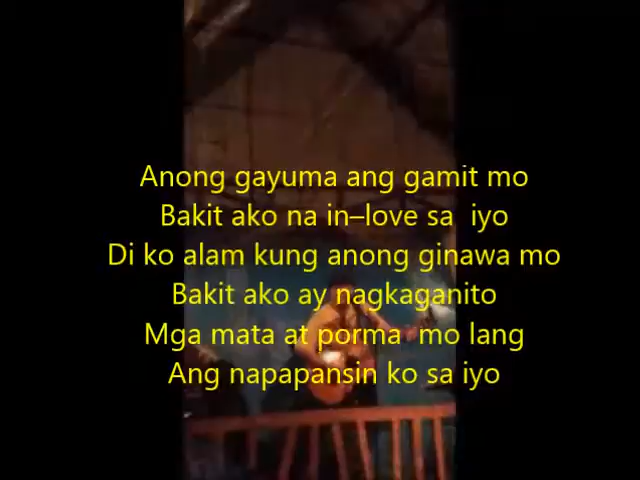 Anong gayuma ang gamit mo
Bakit ako na in–love sa iyo
Di ko alam kung anong ginawa mo
Bakit ako ay nagkaganito
Mga mata at porma mo lang
Ang napapansin ko sa iyo